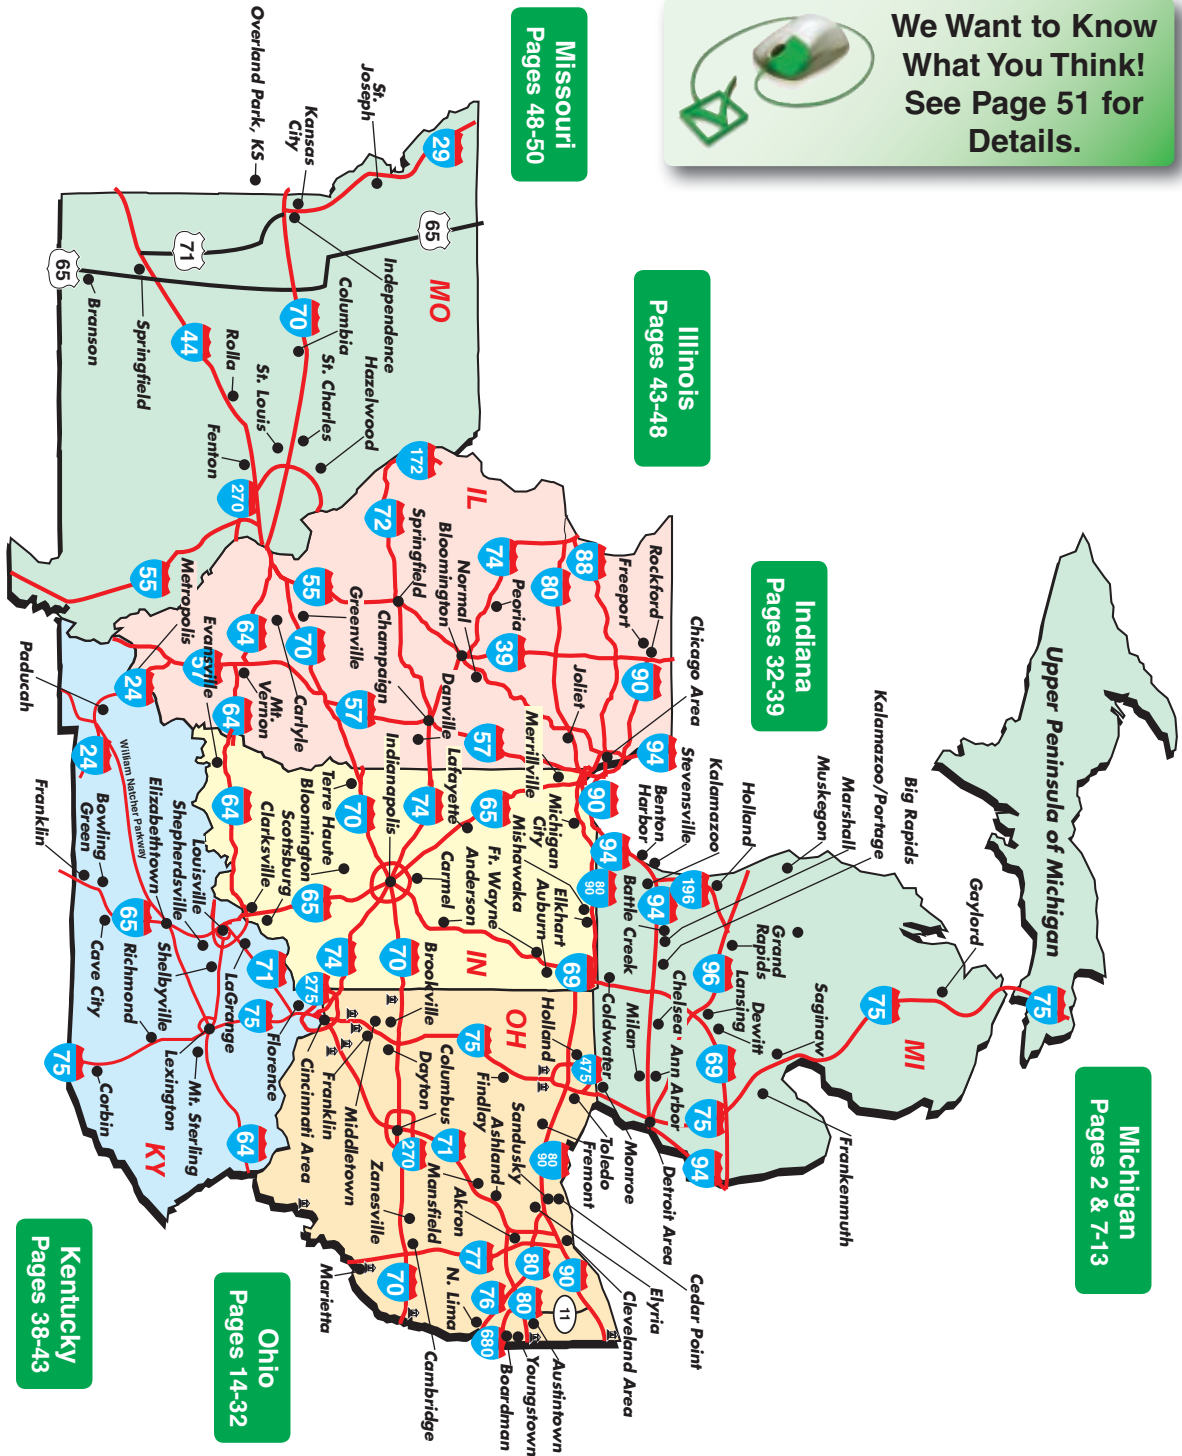 We Want to Know
What You Think!
See Page 51 for
Details.
Missouri
Pages 48-50
Illinois
Pages 43-48
Indiana
Pages 32-39
Michigan
Pages 2 & 7-13
Kentucky
Pages 38-43
Ohio
Pages 14-32
Upper Peninsula of Michigan
75
MI
Gaylord
75
Big Rapids
Marshall
Kalamazoo/Portage
Muskegon
Holland
Kalamazoo
Stevensville
Benton
Harbor
Grand
Rapids
Lansing
Dewitt
Saginaw
Frankenmuth
196
96
69
75
94
94
94
94
Battle Creek
Coldwater
Chelsea
Milan
Ann Arbor
Detroit Area
Monroe
MO
29
St.
Joseph
Kansas
City
Overland Park, KS
Independence
65
71
65
70
Columbia
St. Charles
Hazelwood
St. Louis
Rolla
44
Springfield
Branson
Fenton
270
55
IL
172
72
Springfield
Bloomington
Normal
74
Peoria
80
88
Freeport
Rockford
39
90
Chicago Area
Joliet
55
Greenville
70
Champaign
Danville
57
57
64
Carlyle
Mt.
Vernon
57
Metropolis
24
IN
Merrillville
Michigan
City
Mishawaka
Elkhart
90
80
90
65
Lafayette
74
Indianapolis
70
Terre Haute
Bloomington
Scottsburg
Clarksville
64
64
Evansville
65
Carmel
Anderson
Ft. Wayne
Auburn
69
70
74
Brookville
OH
Holland
475
Toledo
Fremont
Sandusky
80
90
Cedar Point
Elyria
Cleveland Area
75
Findlay
Ashland
Mansfield
Akron
Columbus
Dayton
71
270
Middletown
Franklin
Cincinnati Area
275
Zanesville
Cambridge
77
70
Marietta
N. Lima
76
80
80
90
11
680
Austintown
Youngstown
Boardman
KY
Paducah
24
William Natcher Parkway
Franklin
Bowling
Green
Elizabethtown
Shepherdsville
Louisville
65
Cave City
Richmond
Shelbyville
LaGrange
71
75
Florence
Lexington
Mt. Sterling
64
75
Corbin